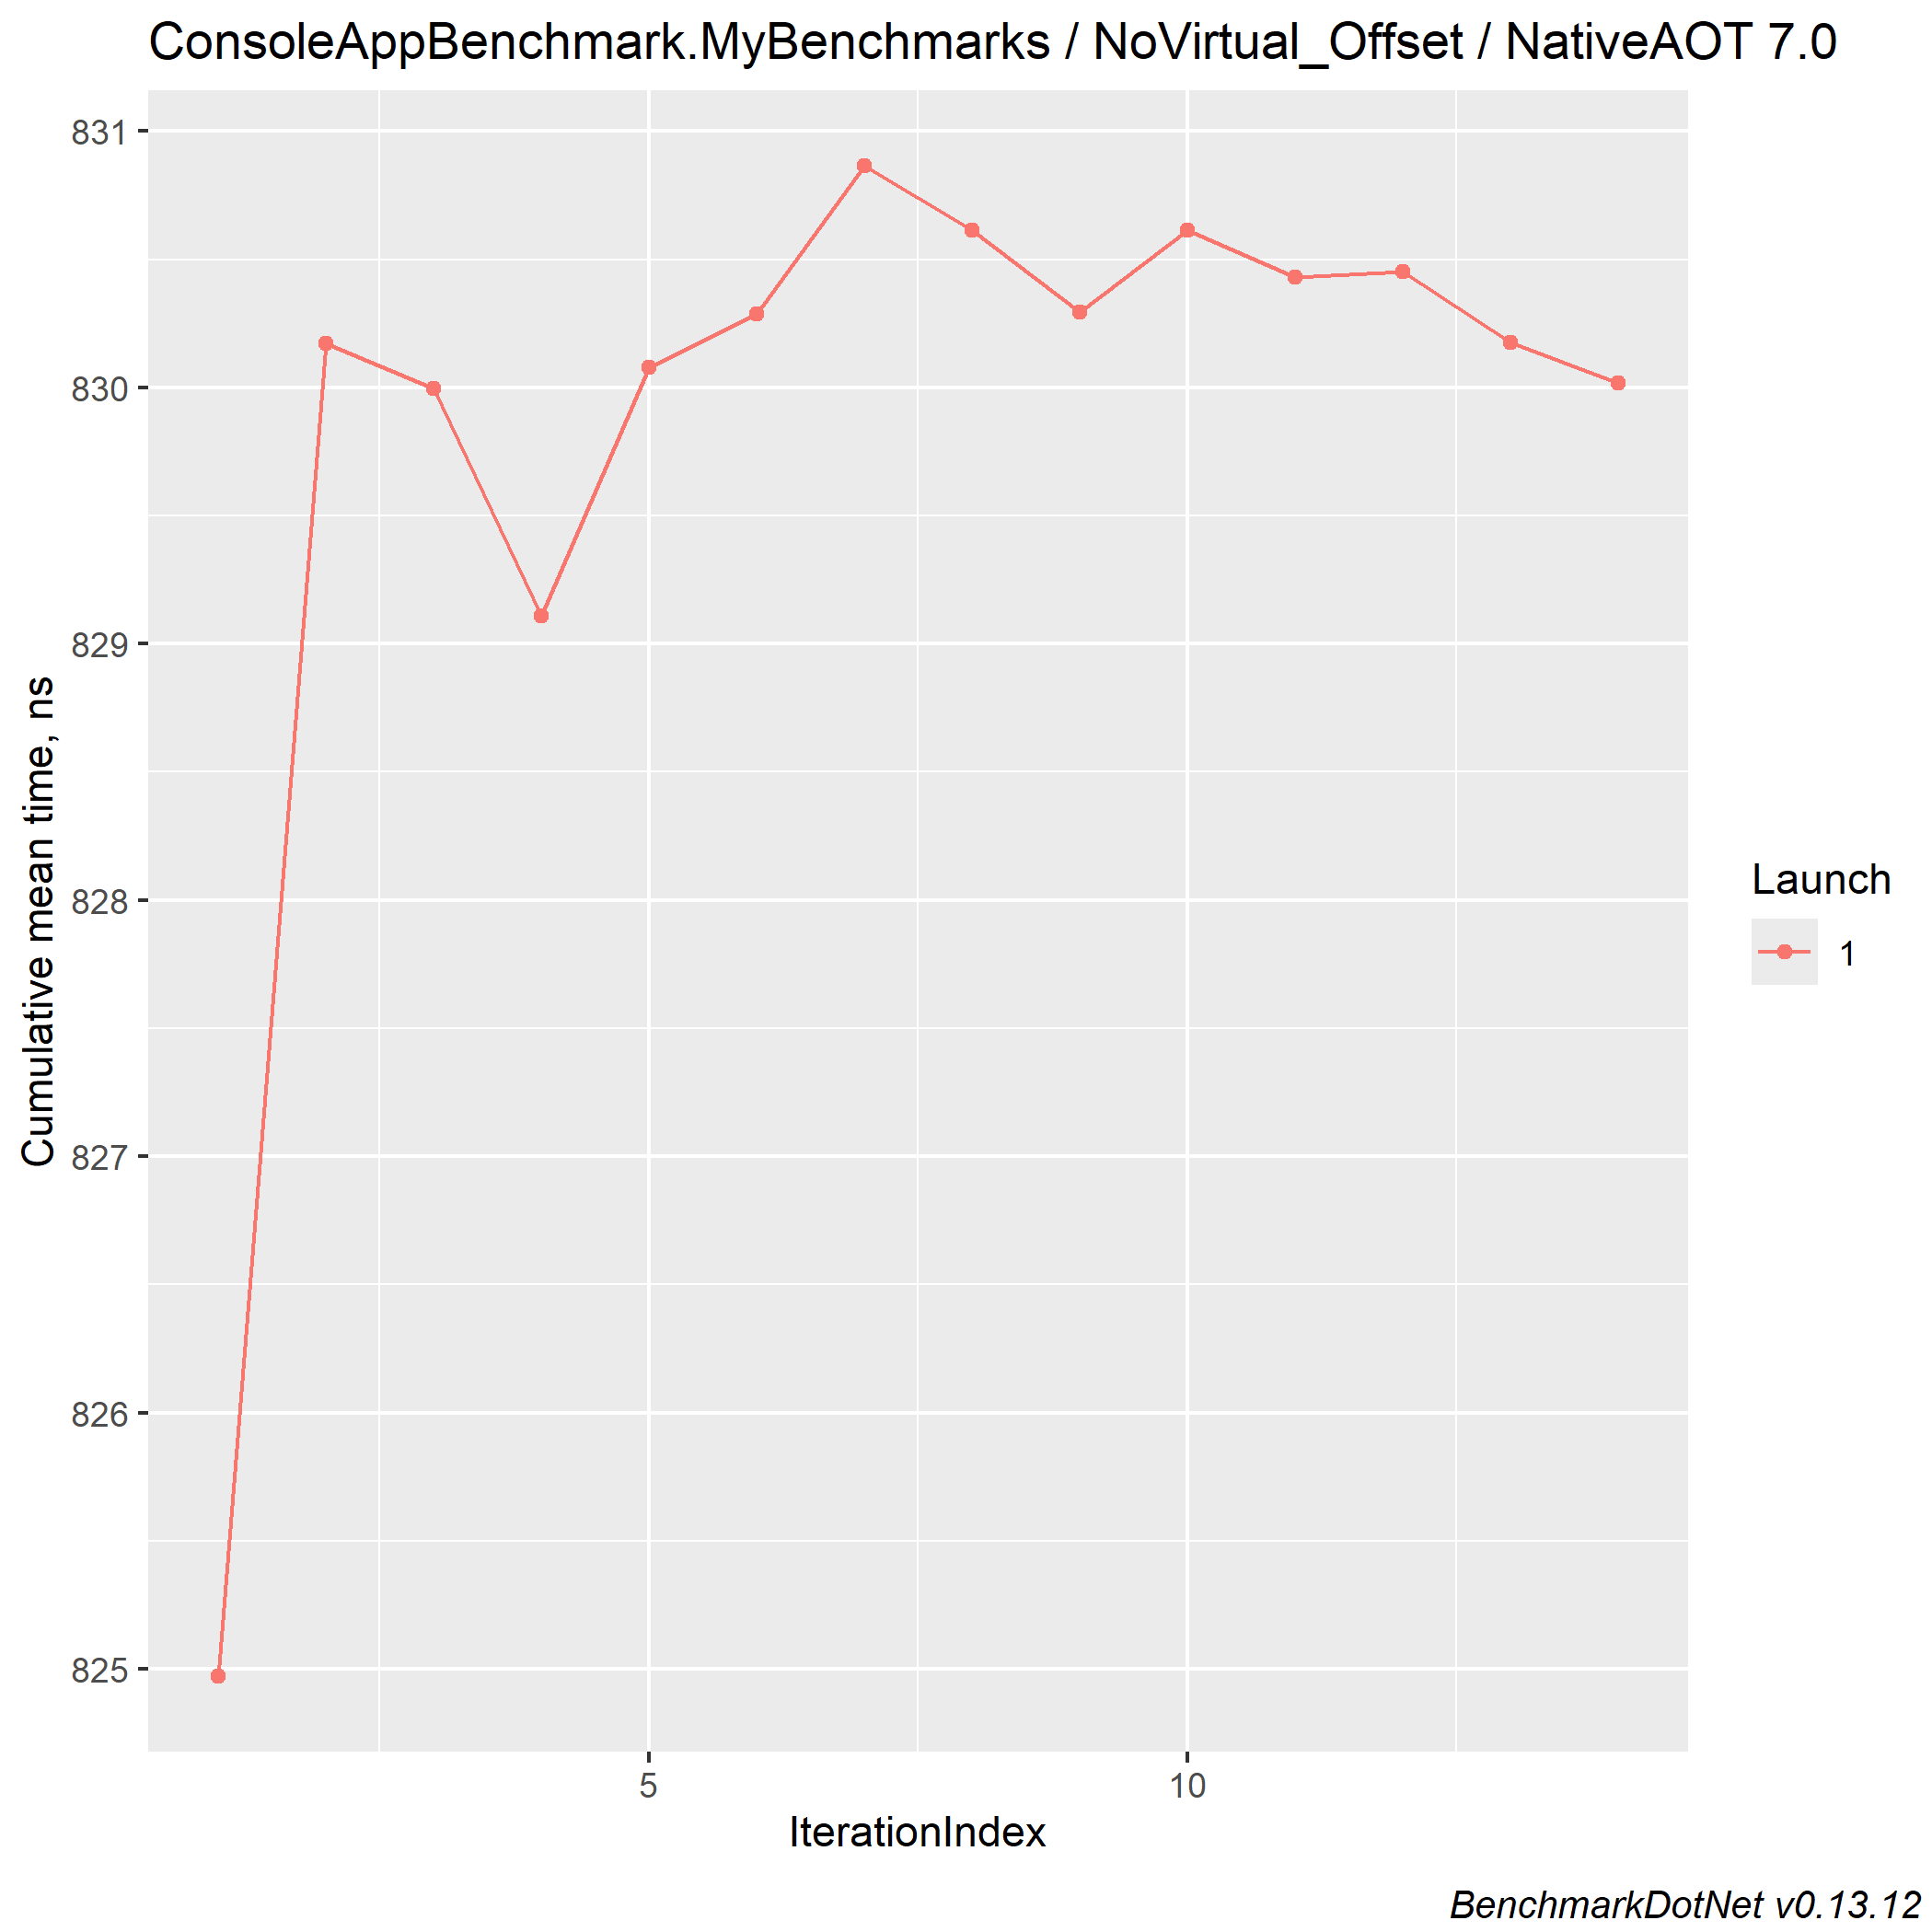 ConsoleAppBenchmark.MyBenchmarks / NoVirtual_Offset / NativeAOT 7.0
831
830
829
828
827
826
825
Cumulative mean time, ns
5
10
IterationIndex
Launch
1
BenchmarkDotNet v0.13.12